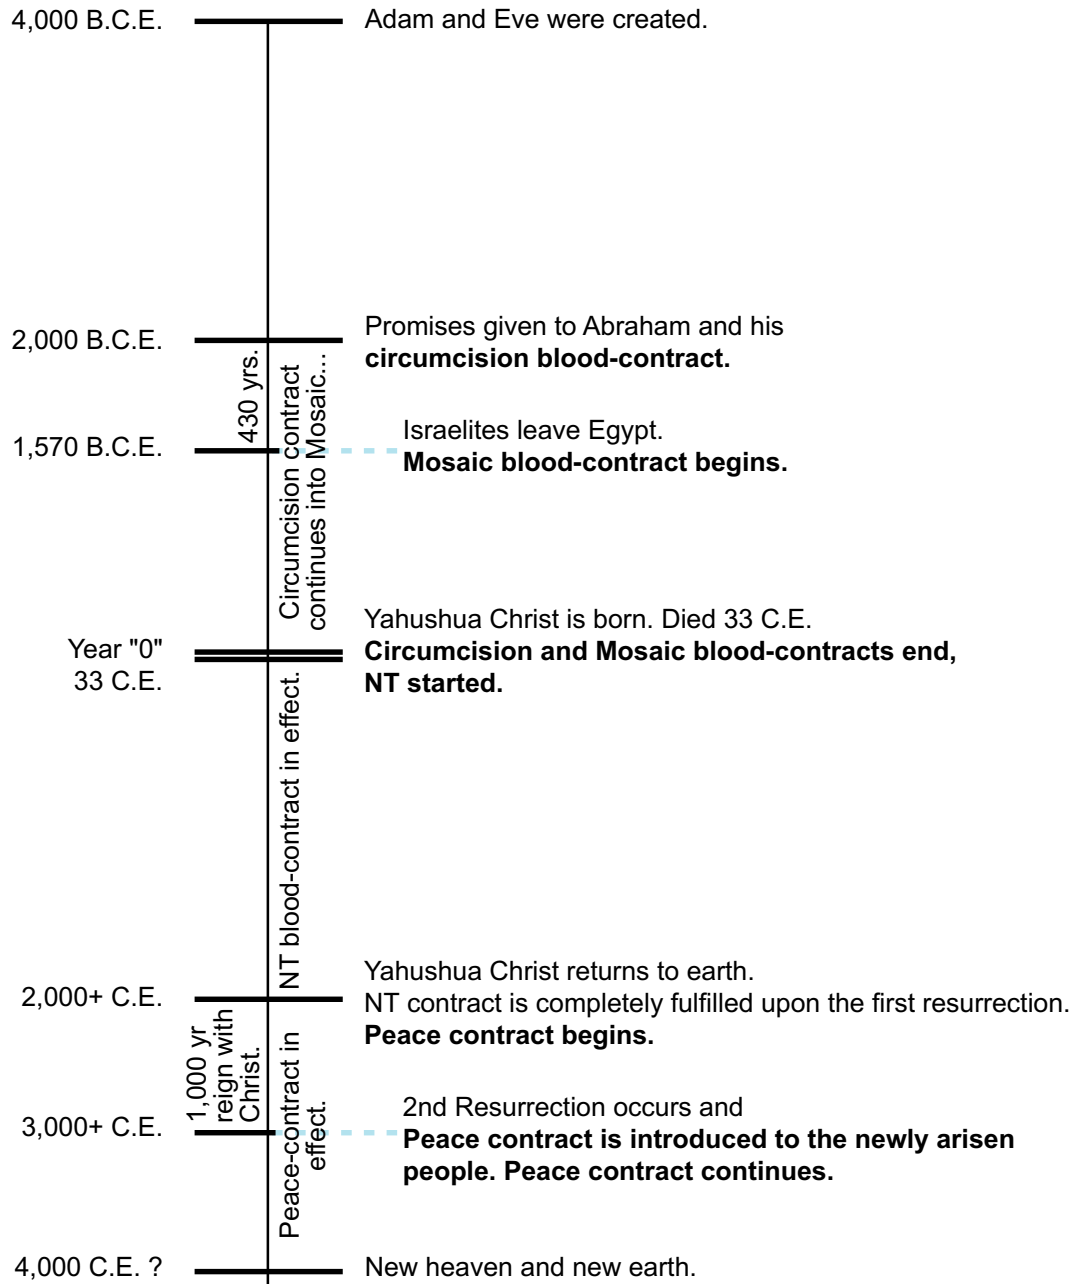 4,000 B.C.E.
Adam and Eve were created.
2,000 B.C.E.
Promises given to Abraham and his
circumcision blood-contract.
430 yrs.
Circumcision contract
continues into Mosaic...
1,570 B.C.E.
Israelites leave Egypt.
Mosaic blood-contract begins.
Year "0"
33 C.E.
Yahushua Christ is born. Died 33 C.E.
Circumcision and Mosaic blood-contracts end,
NT started.
NT blood-contract in effect.
2,000+ C.E.
Yahushua Christ returns to earth.
NT contract is completely fulfilled upon the first resurrection.
Peace contract begins.
1,000 yr
reign with
Christ.
Peace-contract in
effect.
3,000+ C.E.
2nd Resurrection occurs and
Peace contract is introduced to the newly arisen
people. Peace contract continues.
4,000 C.E. ?
New heaven and new earth.